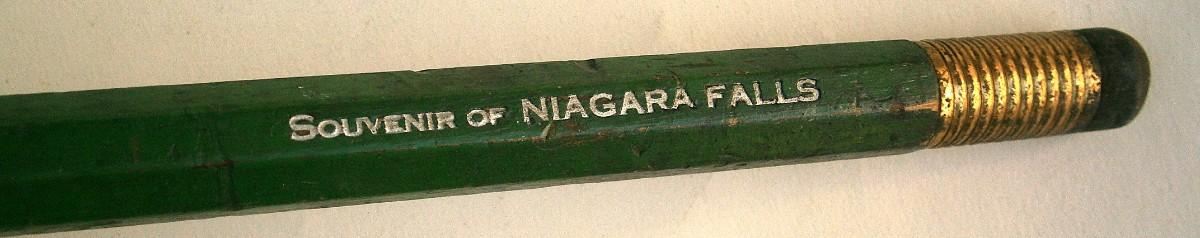 SOUVENIR OF NIAGARA FALLS